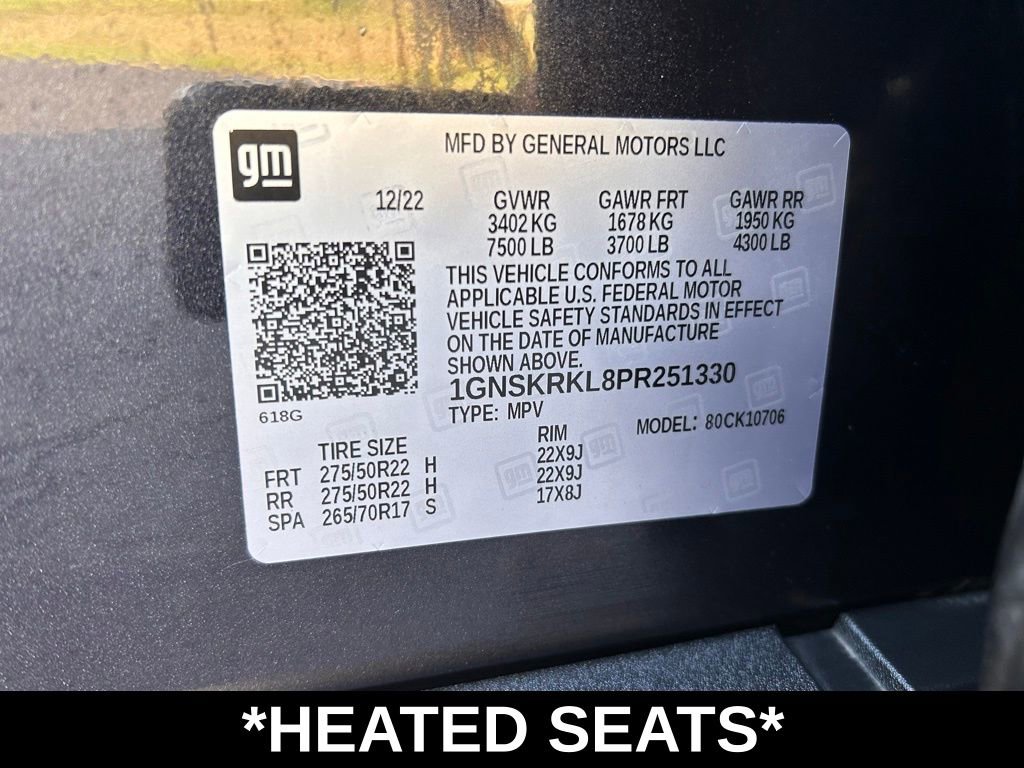 gm
MFD BY GENERAL MOTORS LLC
12/22 GVWR GAWR FRT GAWR RR
3402 KG 1678 KG 1950 KG
7500 LB 3700 LB 4300 LB
THIS VEHICLE CONFORMS TO ALL
APPLICABLE U.S. FEDERAL MOTOR
VEHICLE SAFETY STANDARDS IN EFFECT
ON THE DATE OF MANUFACTURE
SHOWN ABOVE.
1GNSKRKL8PR251330
618G
TYPE: MPV MODEL: 80CK10706
TIRE SIZE RIM
FRT 275/50R22 H 22X9J
RR 275/50R22 H 22X9J
SPA 265/70R17 S 17X8J
*HEATED SEATS*